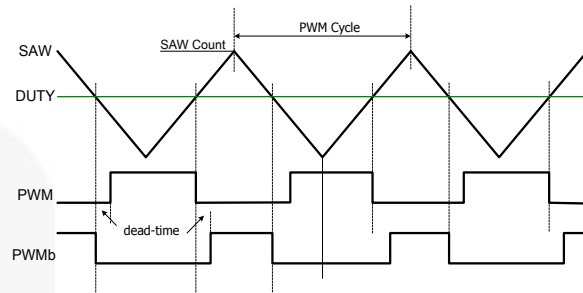 PWM Cycle
SAW
SAW Count
DUTY
PWM
dead-time
PWMb